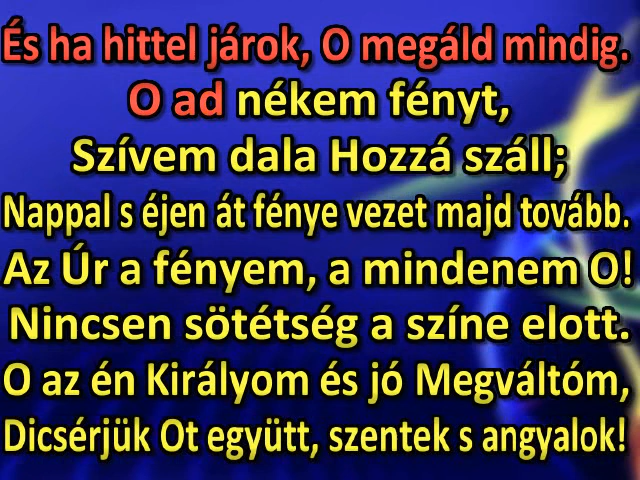 És ha hittel járok, O megáld mindig.
O ad nékem fényt,
Szívem dala Hozzá száll;
Nappal s éjen át fénye vezet majd tovább.
Az Úr a fényem, a mindenem O!
Nincsen sötétség a színe elott.
O az én Királyom és jó Megváltóm,
Dicsérjük Ot együtt, szentek s angyalok!